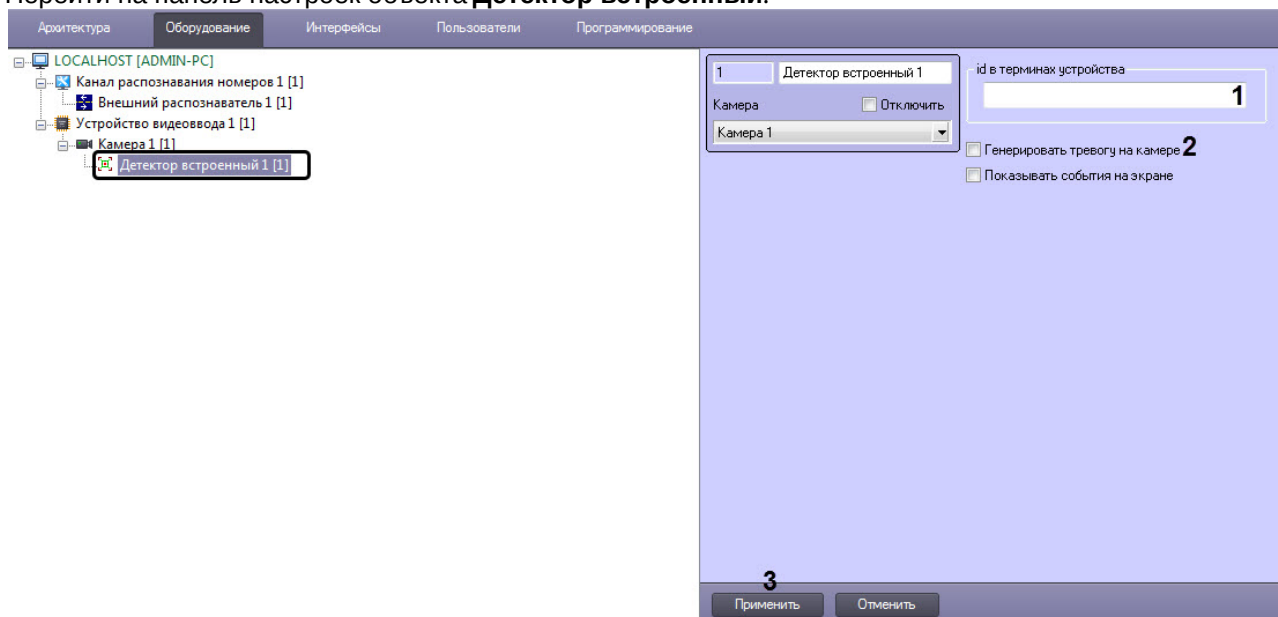 Перейти на панель настроек объекта Детектор встроенный.
Архитектура Оборудование Интерфейсы Пользователи Программирование
LOCALHOST [ADMIN-PC]
Канал распознавания номеров 1 [1]
Внешний распознаватель 1 [1]
Устройство видеоввода 1 [1]
Камера 1 [1]
Детектор встроенный 1 [1]
1 Детектор встроенный 1
Камера Отключить
Камера 1
id в терминах устройства
1
Генерировать тревогу на камере 2
Показывать события на экране
3
Применить Отменить